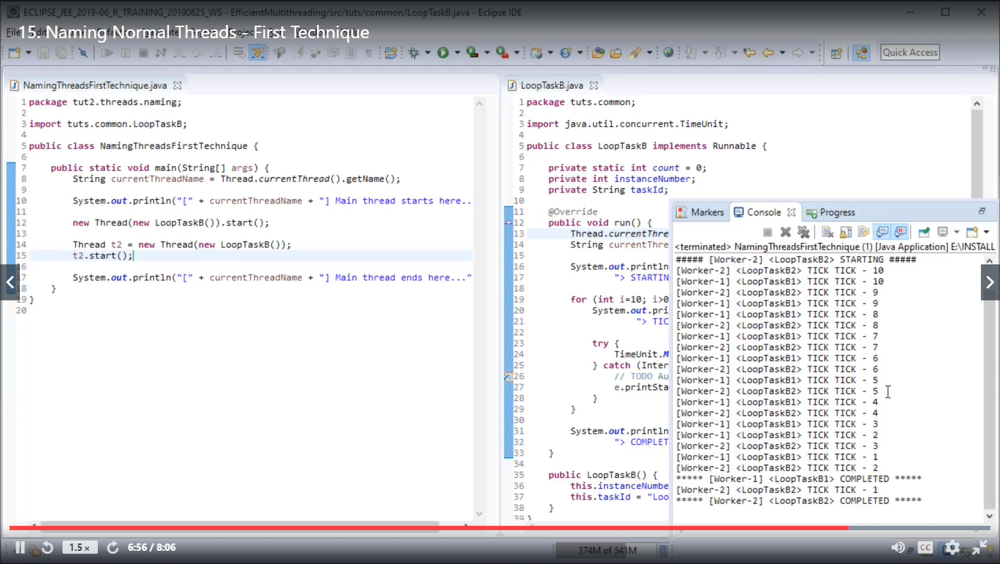 ECLIPSE_JEE_2019-06_R_TRAINING_20190625_WS - EfficientMultithreading/src/tuts/common/LoopTaskB.java - Eclipse IDE
15. Naming Normal Threads - First Technique
Quick Access
NamingThreadsFirstTechnique.java
1 package tut2.threads.naming;
2
3 import tuts.common.LoopTaskB;
4
5 public class NamingThreadsFirstTechnique {
6
7 public static void main(String[] args) {
8 String currentThreadName = Thread.currentThread().getName();
9
10 System.out.println("[" + currentThreadName + "] Main thread starts here..
11
12 new Thread(new LoopTaskB()).start();
13
14 Thread t2 = new Thread(new LoopTaskB());
15 t2.start();
16
17 System.out.println("[" + currentThreadName + "] Main thread ends here..."
18 }
19 }
20
LoopTaskB.java
1 package tuts.common;
2
3 import java.util.concurrent.TimeUnit;
4
5 public class LoopTaskB implements Runnable {
6
7 private static int count = 0;
8 private int instanceNumber;
9 private String taskId;
10
11 @Override
12 public void run() {
13 Thread.currentThre
14 String currentThre
15
16 System.out.println
17 "> STARTIN
18
19 for (int i=10; i>0
20 System.out.pri
21 "> TIC
22
23 try {
24 TimeUnit.M
25 } catch (Inter
26 // TODO Au
27 e.printSta
28 }
29 }
30
31 System.out.println
32 "> COMPLET
33 }
34
35 public LoopTaskB() {
36 this.instanceNumbe
37 this.taskId = "Loo
38 }
39 }
Markers Console Progress
<terminated> NamingThreadsFirstTechnique (1) [Java Application] E:\INSTALL
##### [Worker-2] <LoopTaskB2> STARTING #####
[Worker-2] <LoopTaskB2> TICK TICK - 10
[Worker-1] <LoopTaskB1> TICK TICK - 10
[Worker-2] <LoopTaskB2> TICK TICK - 9
[Worker-1] <LoopTaskB1> TICK TICK - 9
[Worker-1] <LoopTaskB1> TICK TICK - 8
[Worker-2] <LoopTaskB2> TICK TICK - 8
[Worker-1] <LoopTaskB1> TICK TICK - 7
[Worker-2] <LoopTaskB2> TICK TICK - 7
[Worker-1] <LoopTaskB1> TICK TICK - 6
[Worker-2] <LoopTaskB2> TICK TICK - 6
[Worker-1] <LoopTaskB1> TICK TICK - 5
[Worker-2] <LoopTaskB2> TICK TICK - 5
[Worker-1] <LoopTaskB1> TICK TICK - 4
[Worker-2] <LoopTaskB2> TICK TICK - 4
[Worker-1] <LoopTaskB1> TICK TICK - 3
[Worker-1] <LoopTaskB1> TICK TICK - 2
[Worker-2] <LoopTaskB2> TICK TICK - 3
[Worker-1] <LoopTaskB1> TICK TICK - 1
[Worker-2] <LoopTaskB2> TICK TICK - 2
***** [Worker-1] <LoopTaskB1> COMPLETED *****
[Worker-2] <LoopTaskB2> TICK TICK - 1
***** [Worker-2] <LoopTaskB2> COMPLETED *****
1.5 x 6:56 / 8:06
374M of 541M
CC